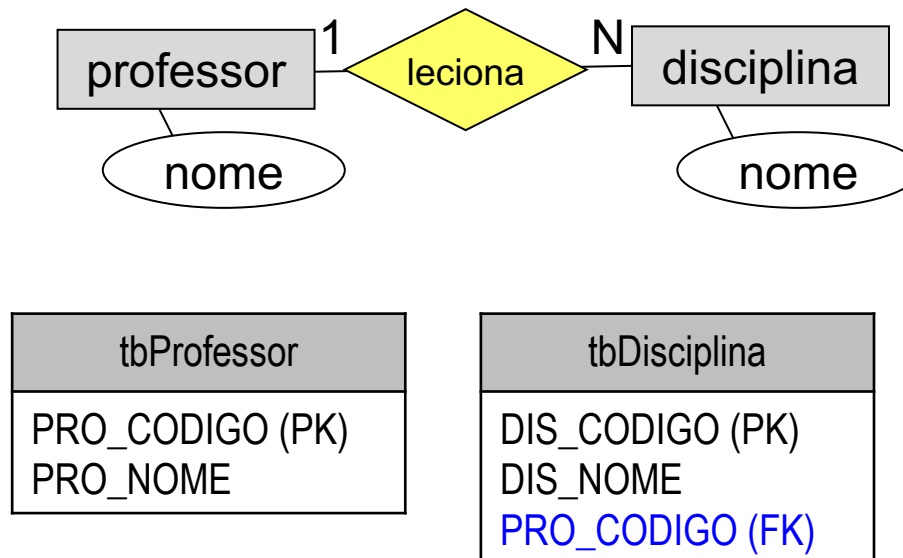 professor
1
leciona
N
disciplina
nome
nome
tbProfessor
PRO_CODIGO (PK)
PRO_NOME
tbDisciplina
DIS_CODIGO (PK)
DIS_NOME
PRO_CODIGO (FK)